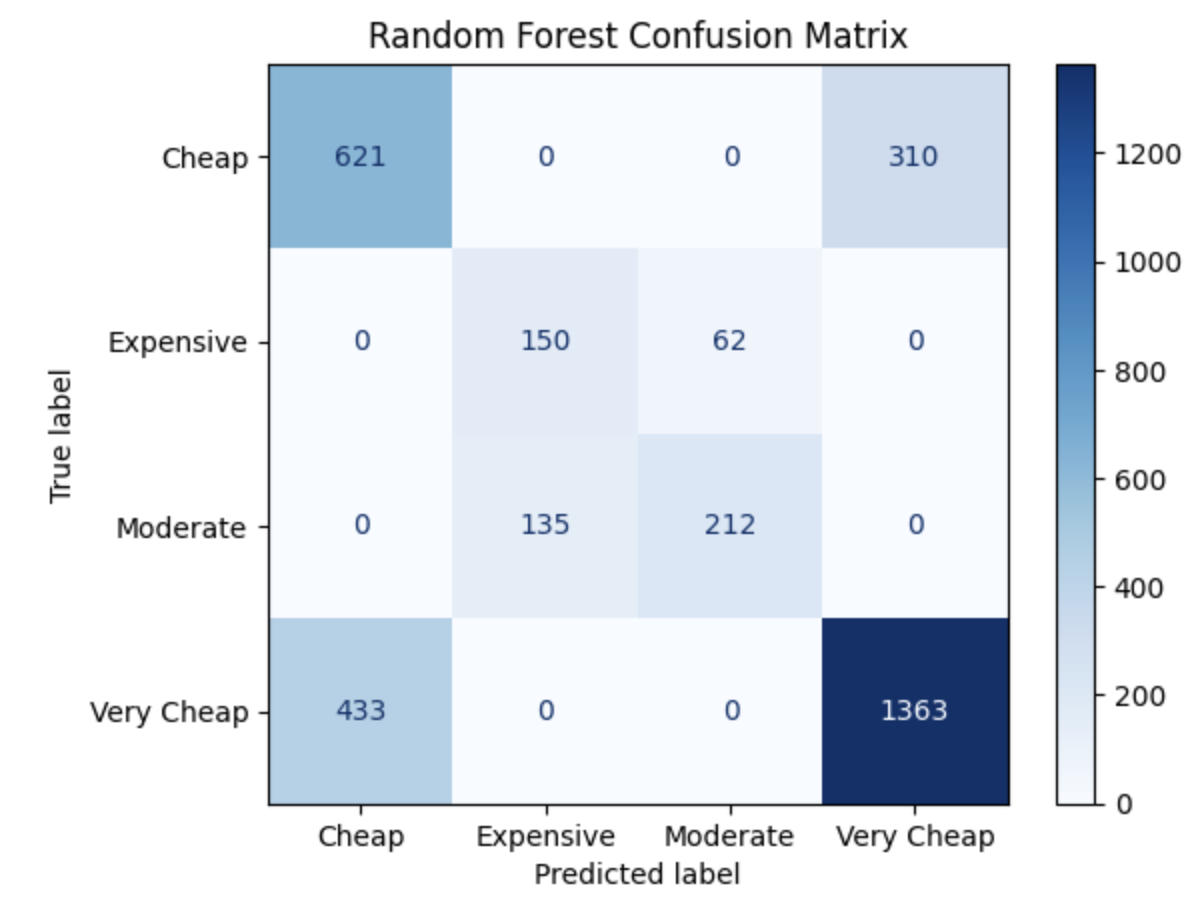 Random Forest Confusion Matrix
True label
Cheap 621 0 0 310
Expensive 0 150 62 0
Moderate 0 135 212 0
Very Cheap 433 0 0 1363
Cheap Expensive Moderate Very Cheap
Predicted label
1200
1000
800
600
400
200
0